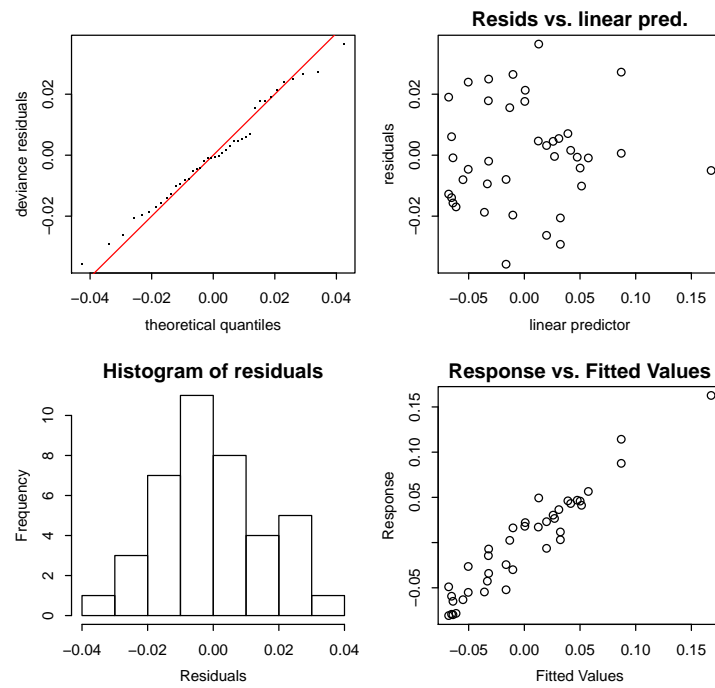 deviance residuals
0.02
0.00
−0.02
−0.04 −0.02 0.00 0.02 0.04
theoretical quantiles
Resids vs. linear pred.
residuals
0.02
0.00
−0.02
−0.05 0.00 0.05 0.10 0.15
linear predictor
Histogram of residuals
Frequency
10
8
6
4
2
0
−0.04 −0.02 0.00 0.02 0.04
Residuals
Response vs. Fitted Values
Response
0.15
0.10
0.05
−0.05
−0.05 0.00 0.05 0.10 0.15
Fitted Values